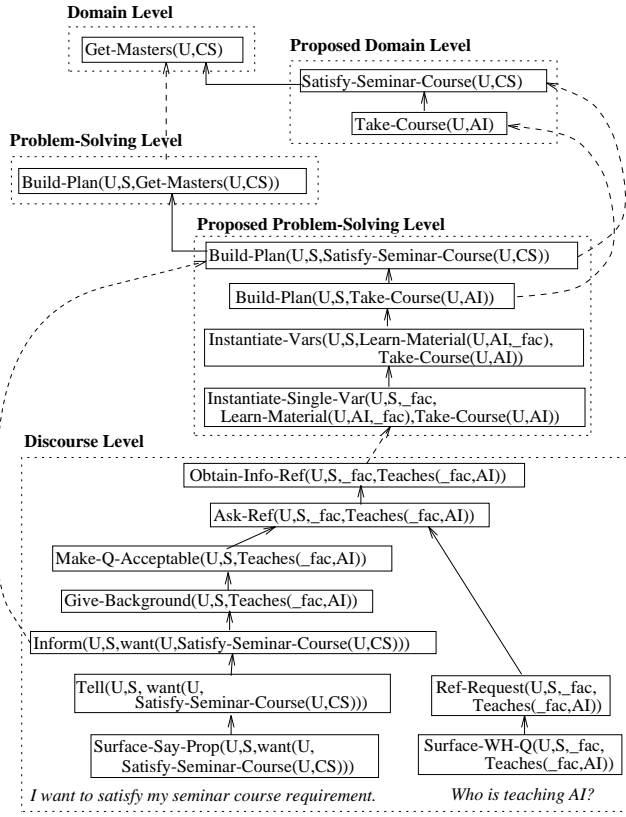 Domain Level
Get-Masters(U,CS)
Proposed Domain Level
Satisfy-Seminar-Course(U,CS)
Take-Course(U,AI)
Problem-Solving Level
Build-Plan(U,S,Get-Masters(U,CS))
Proposed Problem-Solving Level
Build-Plan(U,S,Satisfy-Seminar-Course(U,CS))
Build-Plan(U,S,Take-Course(U,AI))
Instantiate-Vars(U,S,Learn-Material(U,AI,_fac),
Take-Course(U,AI))
Instantiate-Single-Var(U,S,_fac,
Learn-Material(U,AI,_fac),Take-Course(U,AI))
Discourse Level
Obtain-Info-Ref(U,S,_fac,Teaches(_fac,AI))
Ask-Ref(U,S,_fac,Teaches(_fac,AI))
Make-Q-Acceptable(U,S,Teaches(_fac,AI))
Give-Background(U,S,Teaches(_fac,AI))
Inform(U,S,want(U,Satisfy-Seminar-Course(U,CS)))
Tell(U,S, want(U,
Satisfy-Seminar-Course(U,CS)))
Surface-Say-Prop(U,S,want(U,
Satisfy-Seminar-Course(U,CS)))
I want to satisfy my seminar course requirement.
Ref-Request(U,S,_fac,
Teaches(_fac,AI))
Surface-WH-Q(U,S,_fac,
Teaches(_fac,AI))
Who is teaching AI?